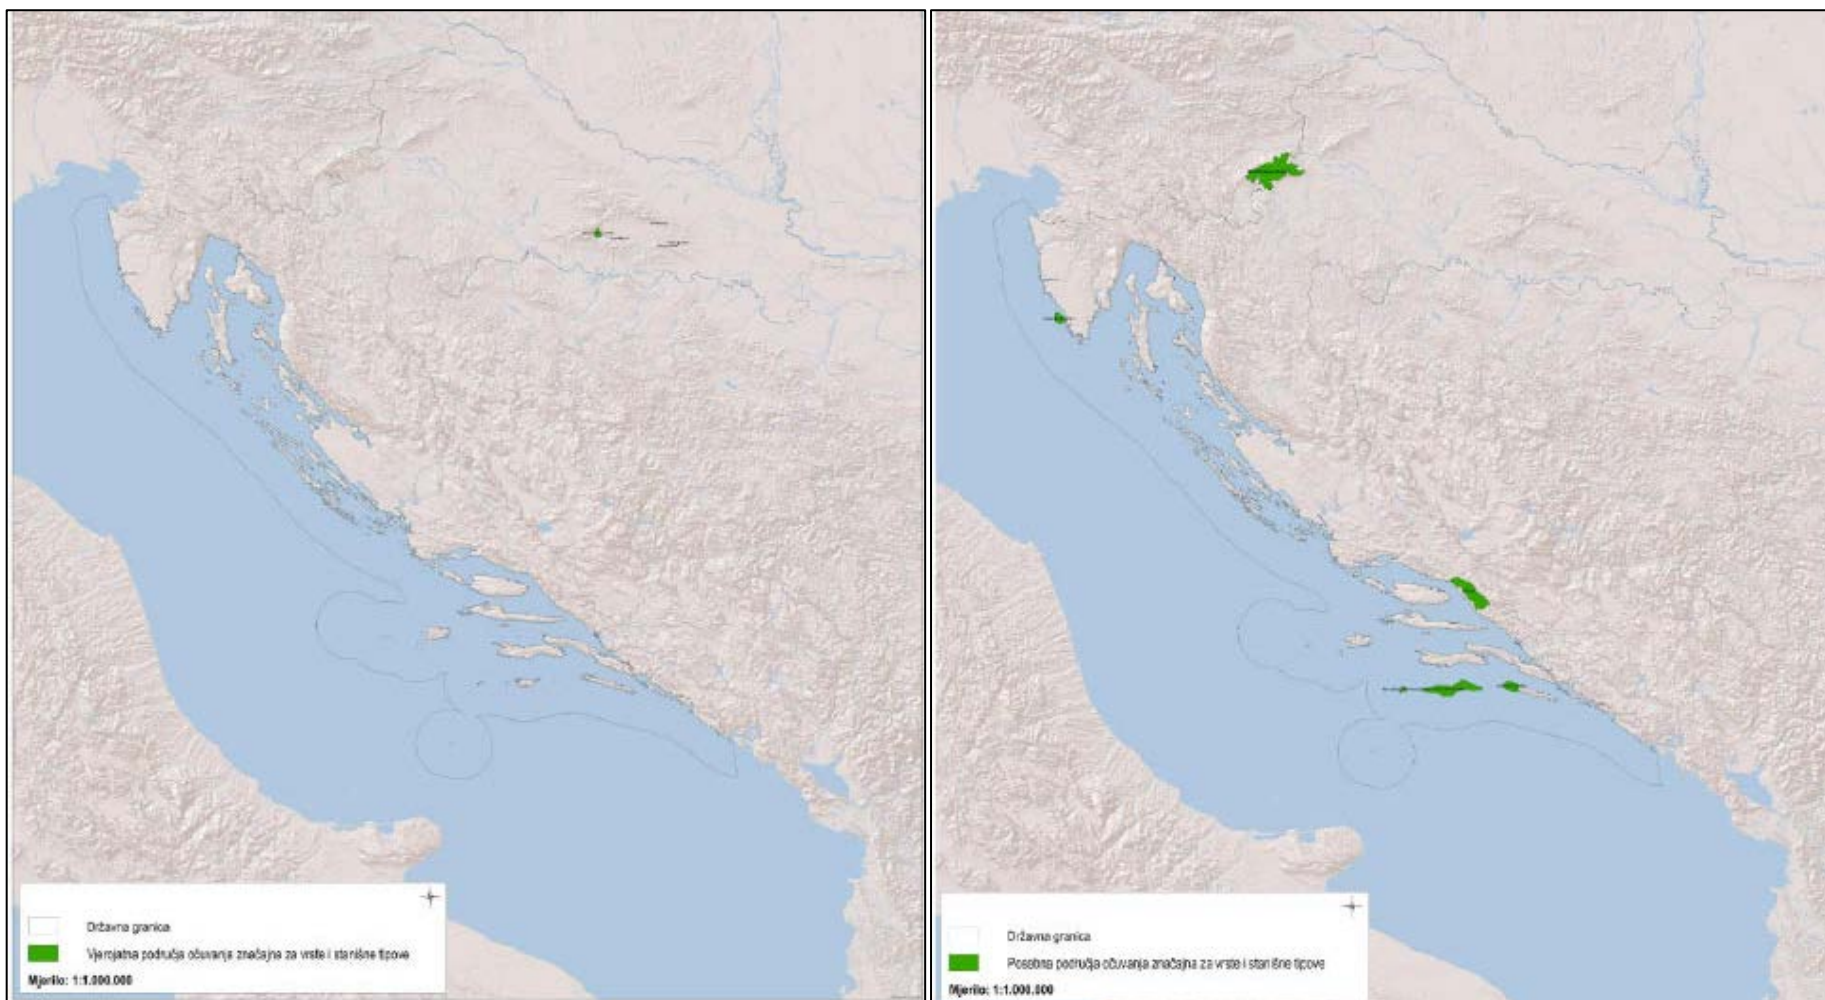 Državna granica
Vjerojatna područja očuvanja značajna za vrste i stanišne tipove
Mjerilo: 1:1.000.000
Državna granica
Posebna područja očuvanja značajna za vrste i stanišne tipove
Mjerilo: 1:1.000.000